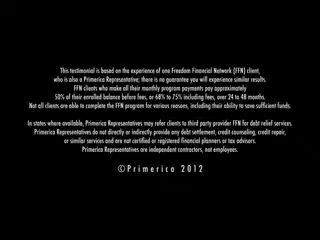 This testimonial is based on the experience of one Freedom Financial Network (FFN) client,
who is also a Primerica Representative; there is no guarantee you will experience similar results.
FFN clients who make all their monthly program payments pay approximately
50% of their enrolled balance before fees, or 68% to 75% including fees, over 24 to 48 months.
Not all clients are able to complete the FFN program for various reasons, including their ability to save sufficient funds.
In states where available, Primerica Representatives may refer clients to third party provider FFN for debt relief services.
Primerica Representatives do not directly or indirectly provide any debt settlement, credit counseling, credit repair,
or similar services and are not certified or registered financial planners or tax advisors.
Primerica Representatives are independent contractors, not employees.
©Primerica 2012